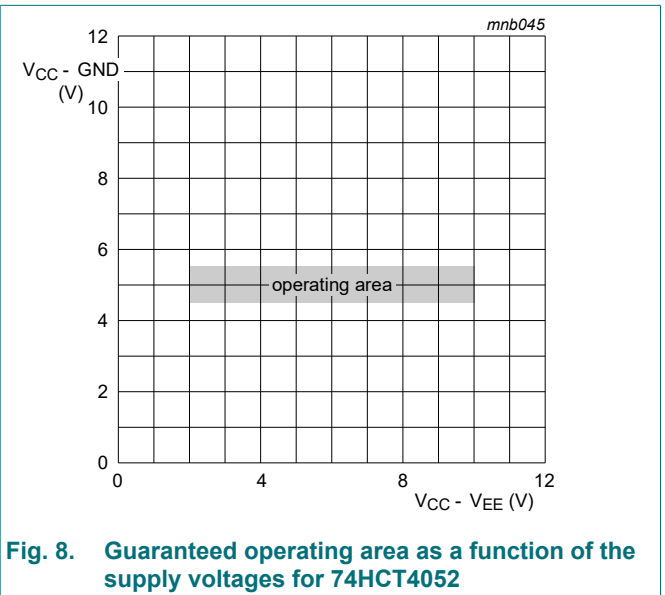 mnb045
12
VCC - GND
(V)
10
8
6
operating area
4
2
0
0 4 8 12
VCC - VEE (V)
Fig. 8. Guaranteed operating area as a function of the
supply voltages for 74HCT4052